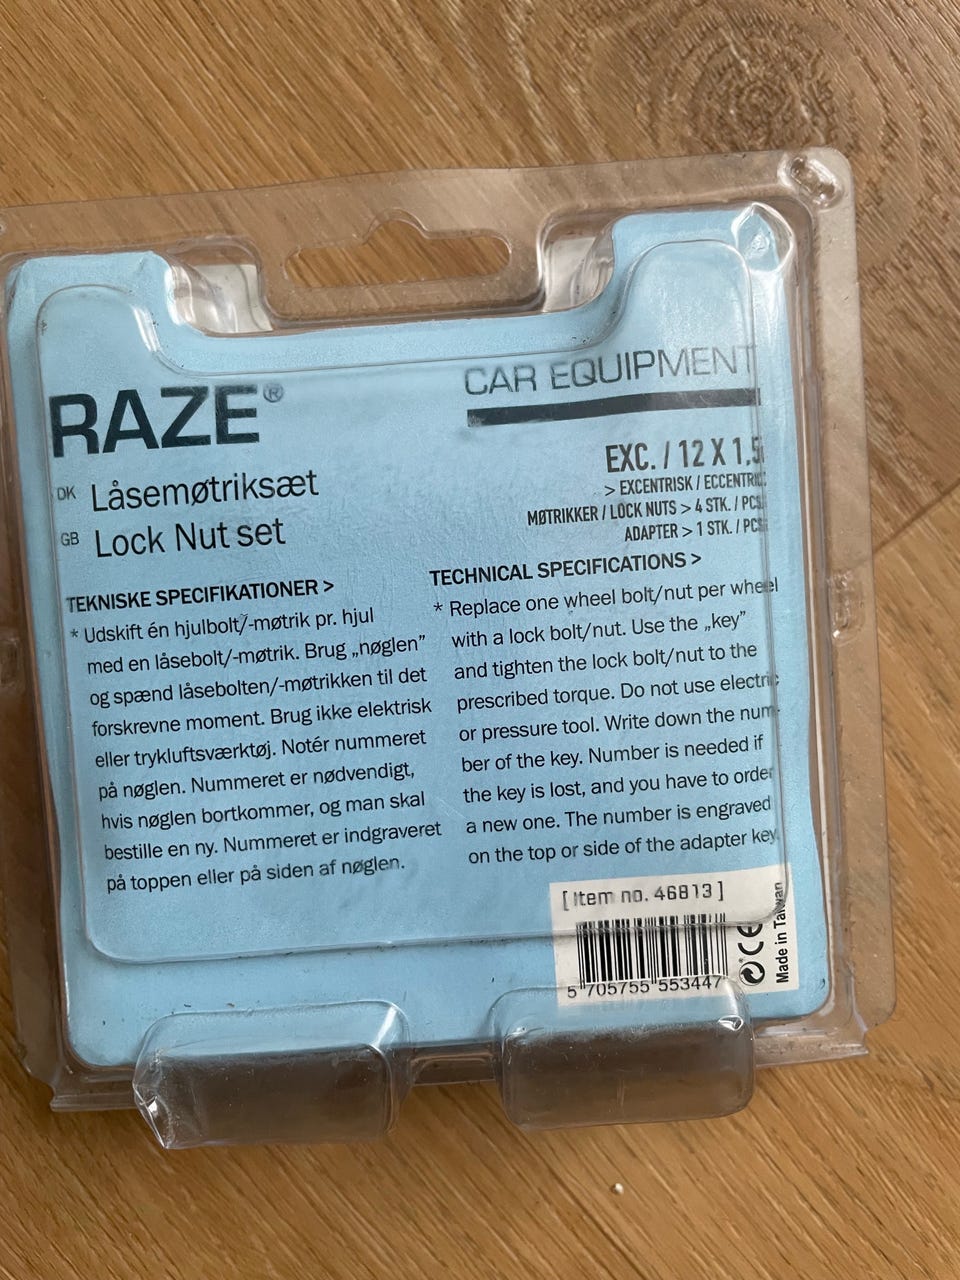 RAZE®
CAR EQUIPMENT
DK Låsemøtriksæt
GB Lock Nut set
EXC. / 12 X 1,5
> EXCENTRISK / ECCENTRIC
MØTRIKKER / LOCK NUTS > 4 STK. / PCS.
ADAPTER > 1 STK. / PCS.
TEKNISKE SPECIFIKATIONER >
* Udskift én hjulbolt/-møtrik pr. hjul
med en låsebolt/-møtrik. Brug „nøglen”
og spænd låsebolten/-møtrikken til det
forskrevne moment. Brug ikke elektrisk
eller trykluftsværktøj. Notér nummeret
på nøglen. Nummeret er nødvendigt,
hvis nøglen bortkommer, og man skal
bestille en ny. Nummeret er indgraveret
på toppen eller på siden af nøglen.
TECHNICAL SPECIFICATIONS >
* Replace one wheel bolt/nut per wheel
with a lock bolt/nut. Use the „key”
and tighten the lock bolt/nut to the
prescribed torque. Do not use electric
or pressure tool. Write down the num-
ber of the key. Number is needed if
the key is lost, and you have to order
a new one. The number is engraved
on the top or side of the adapter key.
[ Item no. 46813 ]
5 705755 553447
CE
Made in Taiwan